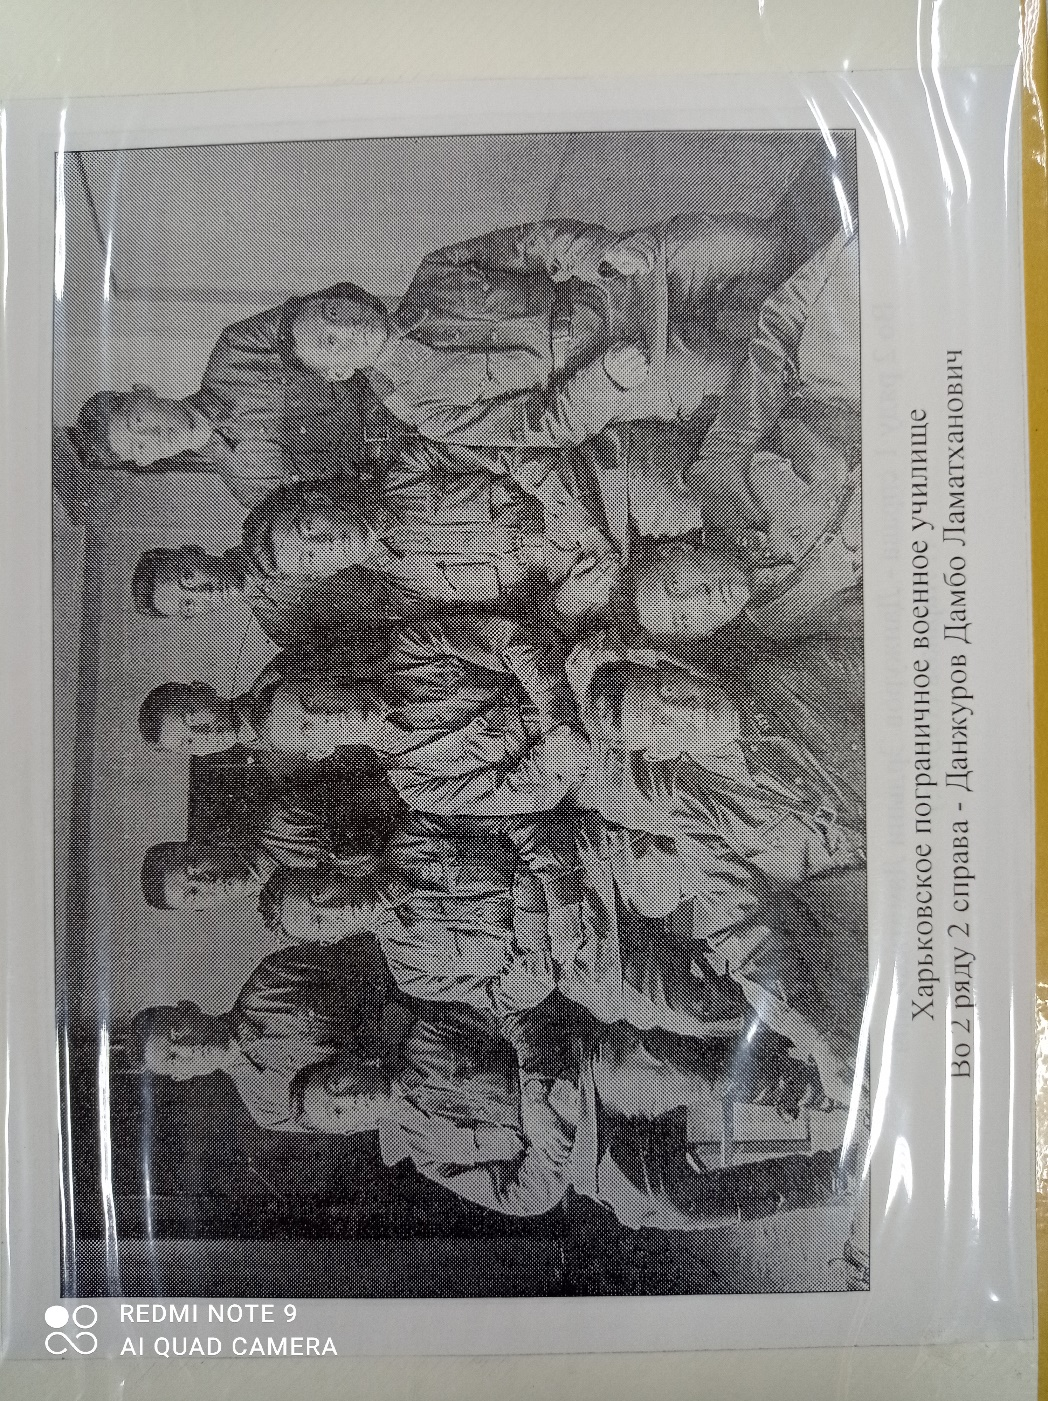 Харьковское пограничное военное училище
Во 2 ряду 2 справа - Данжуров Дамбо Ламатханович
REDMI NOTE 9
AI QUAD CAMERA